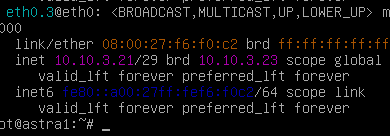 eth0.3@eth0: <BROADCAST,MULTICAST,UP,LOWER_UP> m
000
link/ether 08:00:27:f6:f0:c2 brd ff:ff:ff:ff:ff
inet 10.10.3.21/29 brd 10.10.3.23 scope global
valid_lft forever preferred_lft forever
inet6 fe80::a00:27ff:fef6:f0c2/64 scope link
valid_lft forever preferred_lft forever
ot@astra1:~# _